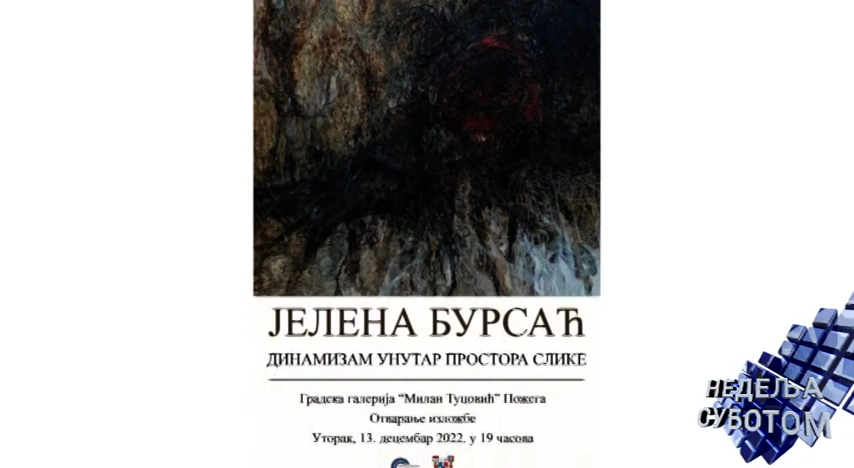 ЈЕЛЕНА БУРСАЋ
ДИНАМИЗАМ УНУТАР ПРОСТОРА СЛИКЕ
Градска галерија “Милан Туцовић” Пожега
Отварање изложбе
Уторак, 13. децембар 2022. у 19 часова
НЕДЕЉА
СУБОТОМ